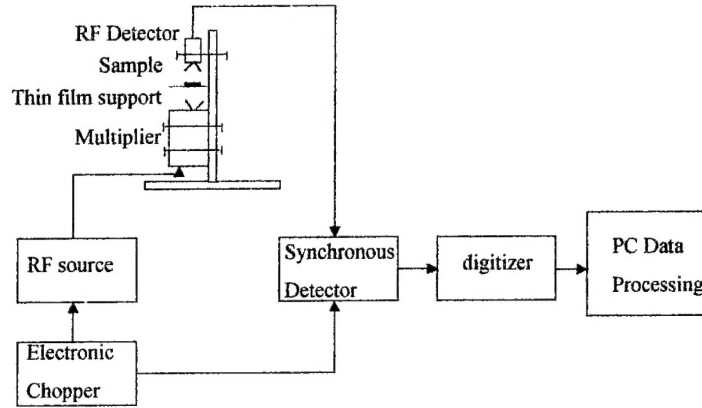 RF Detector
Sample
Thin film support
Multiplier
RF source
Electronic
Chopper
Synchronous
Detector
digitizer
PC Data
Processing